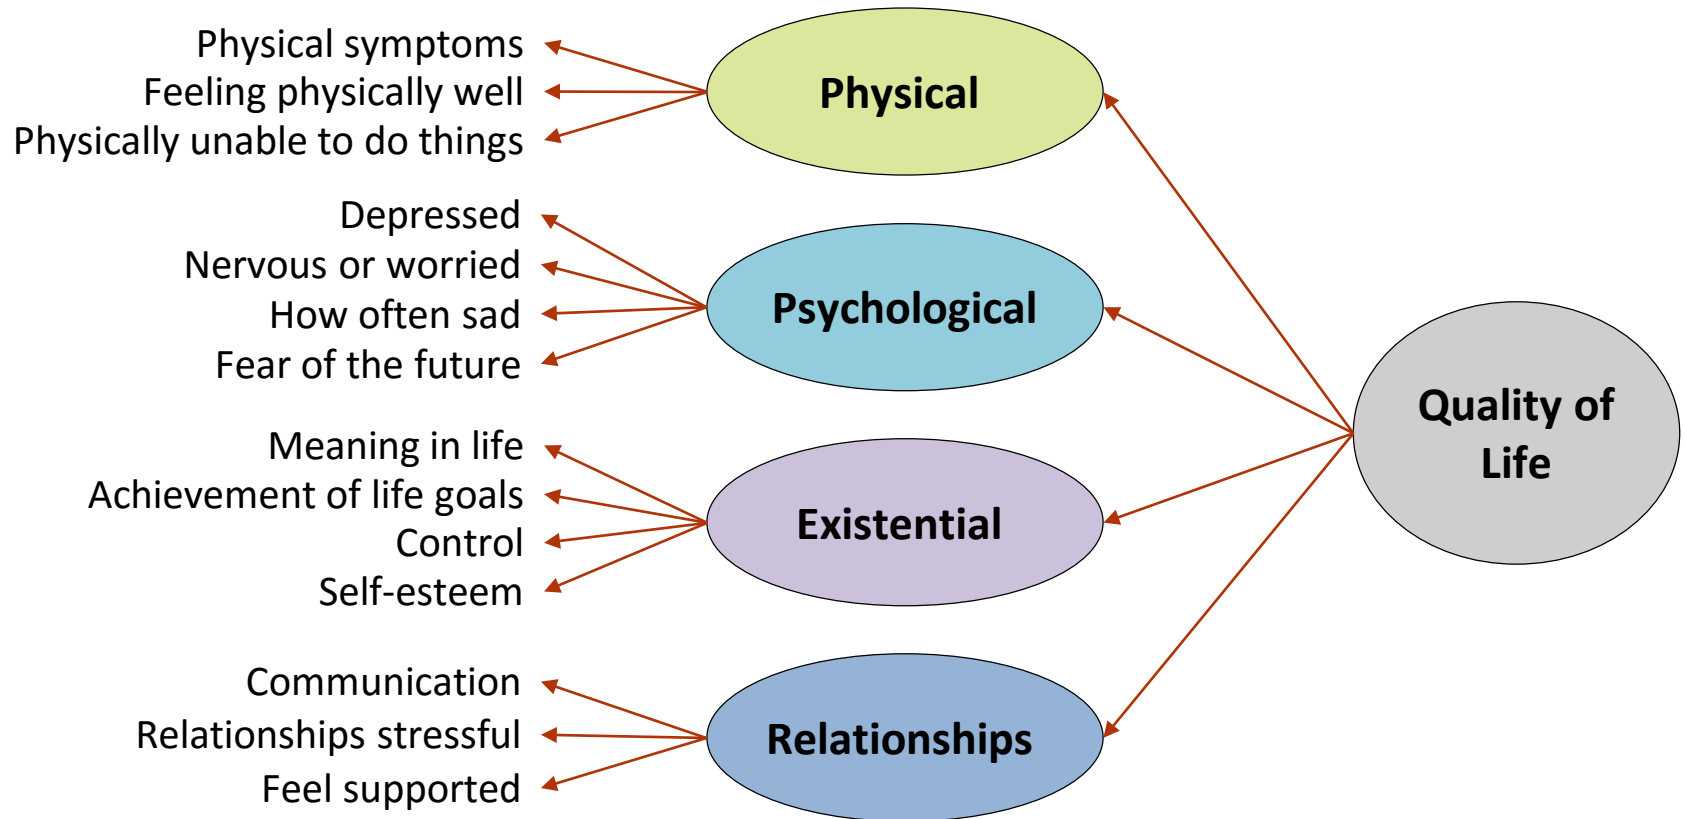 Physical symptoms
Feeling physically well
Physically unable to do things
Physical
Depressed
Nervous or worried
How often sad
Fear of the future
Psychological
Meaning in life
Achievement of life goals
Control
Self-esteem
Existential
Communication
Relationships stressful
Feel supported
Relationships
Quality of
Life